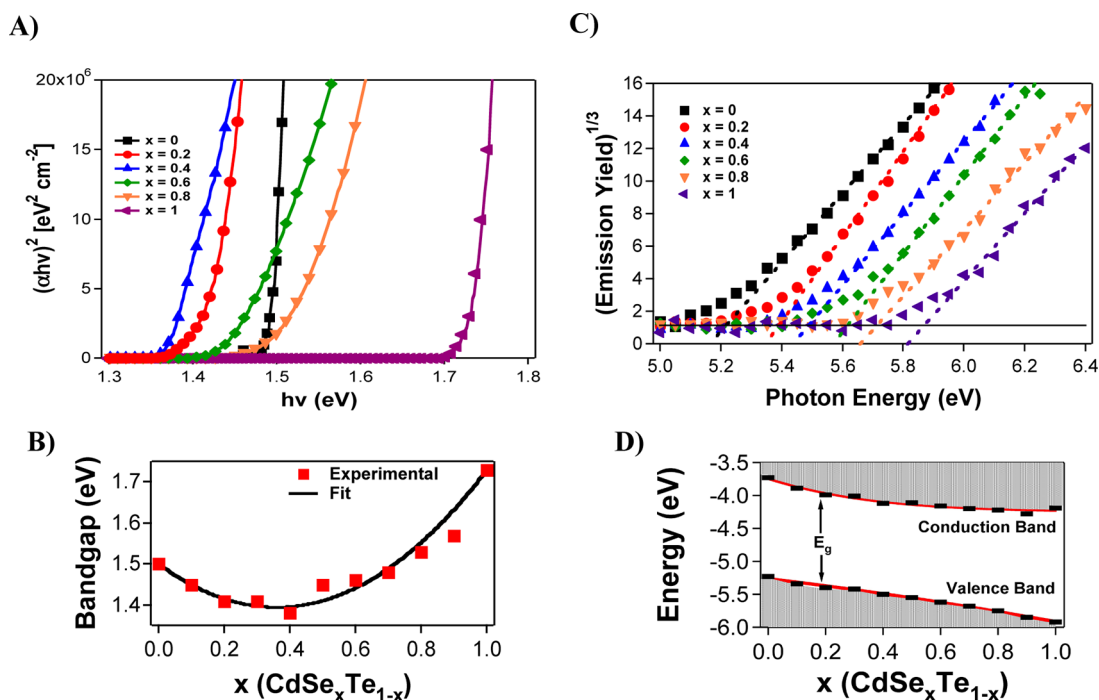 A)
20x10⁶
15
10
5
0
(αhν)² [eV² cm⁻²]
x = 0
x = 0.2
x = 0.4
x = 0.6
x = 0.8
x = 1
1.3 1.4 1.5 1.6 1.7 1.8
hν (eV)
C)
16
14
12
10
8
6
4
2
0
(Emission Yield)^1/3
x = 0
x = 0.2
x = 0.4
x = 0.6
x = 0.8
x = 1
5.0 5.2 5.4 5.6 5.8 6.0 6.2 6.4
Photon Energy (eV)
B)
1.7
1.6
1.5
1.4
Bandgap (eV)
Experimental
Fit
0.0 0.2 0.4 0.6 0.8 1.0
x (CdSeₓTe₁₋ₓ)
D)
-3.5
-4.0
-4.5
-5.0
-5.5
-6.0
Energy (eV)
Conduction Band
E_g
Valence Band
0.0 0.2 0.4 0.6 0.8 1.0
x (CdSeₓTe₁₋ₓ)